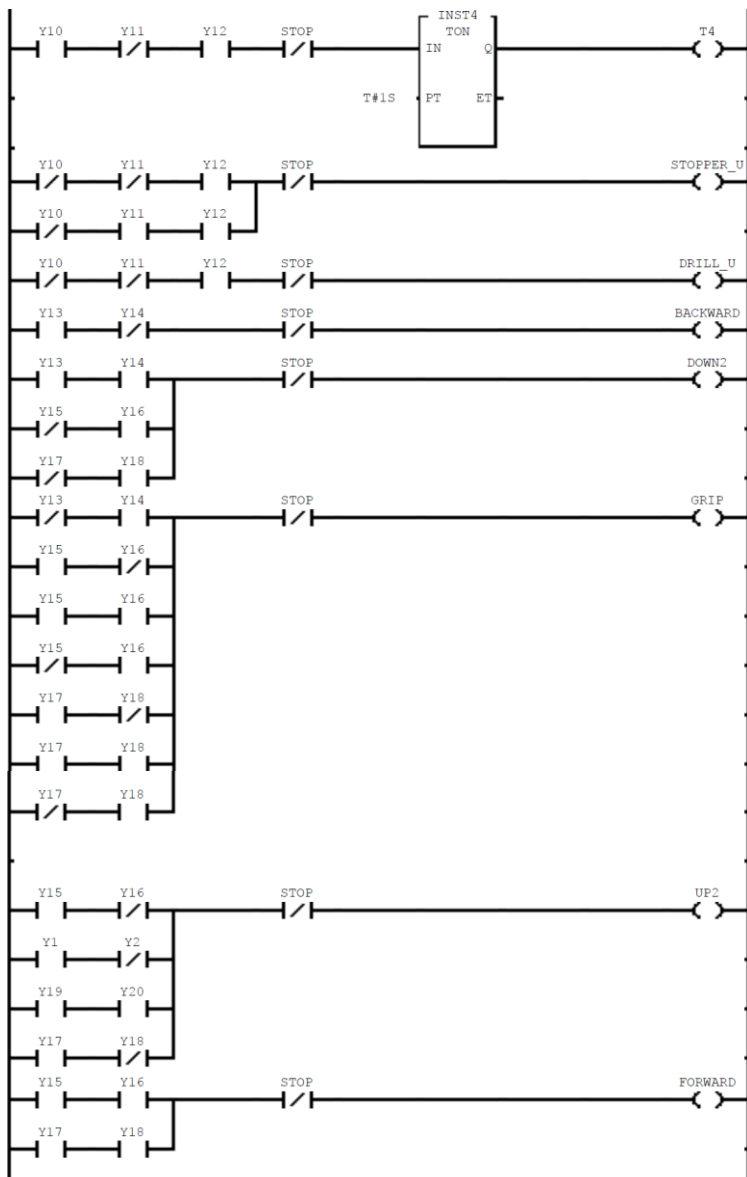 INST4
Y10 Y11 Y12 STOP TON T4
IN Q
T#1S PT ET
Y10 Y11 Y12 STOP STOPPER_U
Y10 Y11 Y12
Y10 Y11 Y12 STOP DRILL_U
Y13 Y14 STOP BACKWARD
Y13 Y14 STOP DOWN2
Y15 Y16
Y17 Y18
Y13 Y14 STOP GRIP
Y15 Y16
Y15 Y16
Y15 Y16
Y17 Y18
Y17 Y18
Y17 Y18
Y15 Y16 STOP UP2
Y1 Y2
Y19 Y20
Y17 Y18
Y15 Y16 STOP FORWARD
Y17 Y18